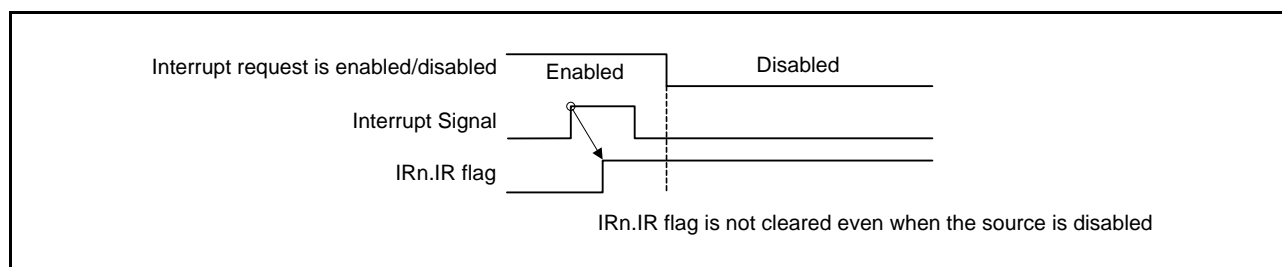 Interrupt request is enabled/disabled
Enabled
Disabled
Interrupt Signal
IRn.IR flag
IRn.IR flag is not cleared even when the source is disabled